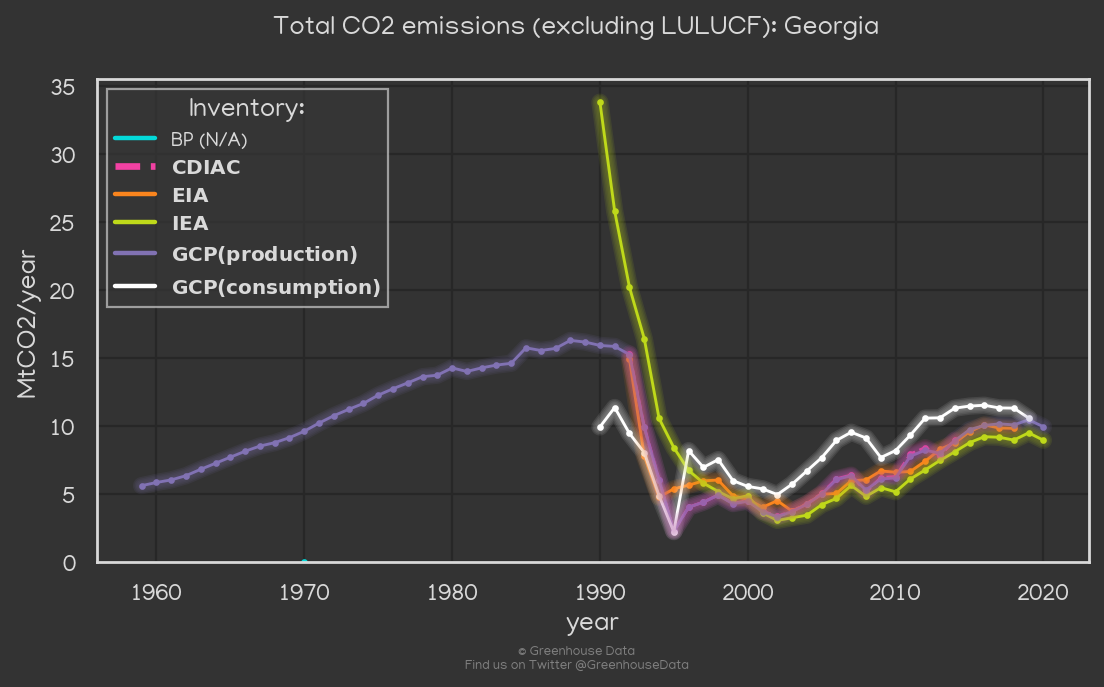 Total CO2 emissions (excluding LULUCF): Georgia
35
30
25
20
15
10
5
0
MtCO2/year
Inventory:
BP (N/A)
CDIAC
EIA
IEA
GCP(production)
GCP(consumption)
1960 1970 1980 1990 2000 2010 2020
year
© Greenhouse Data
Find us on Twitter @GreenhouseData